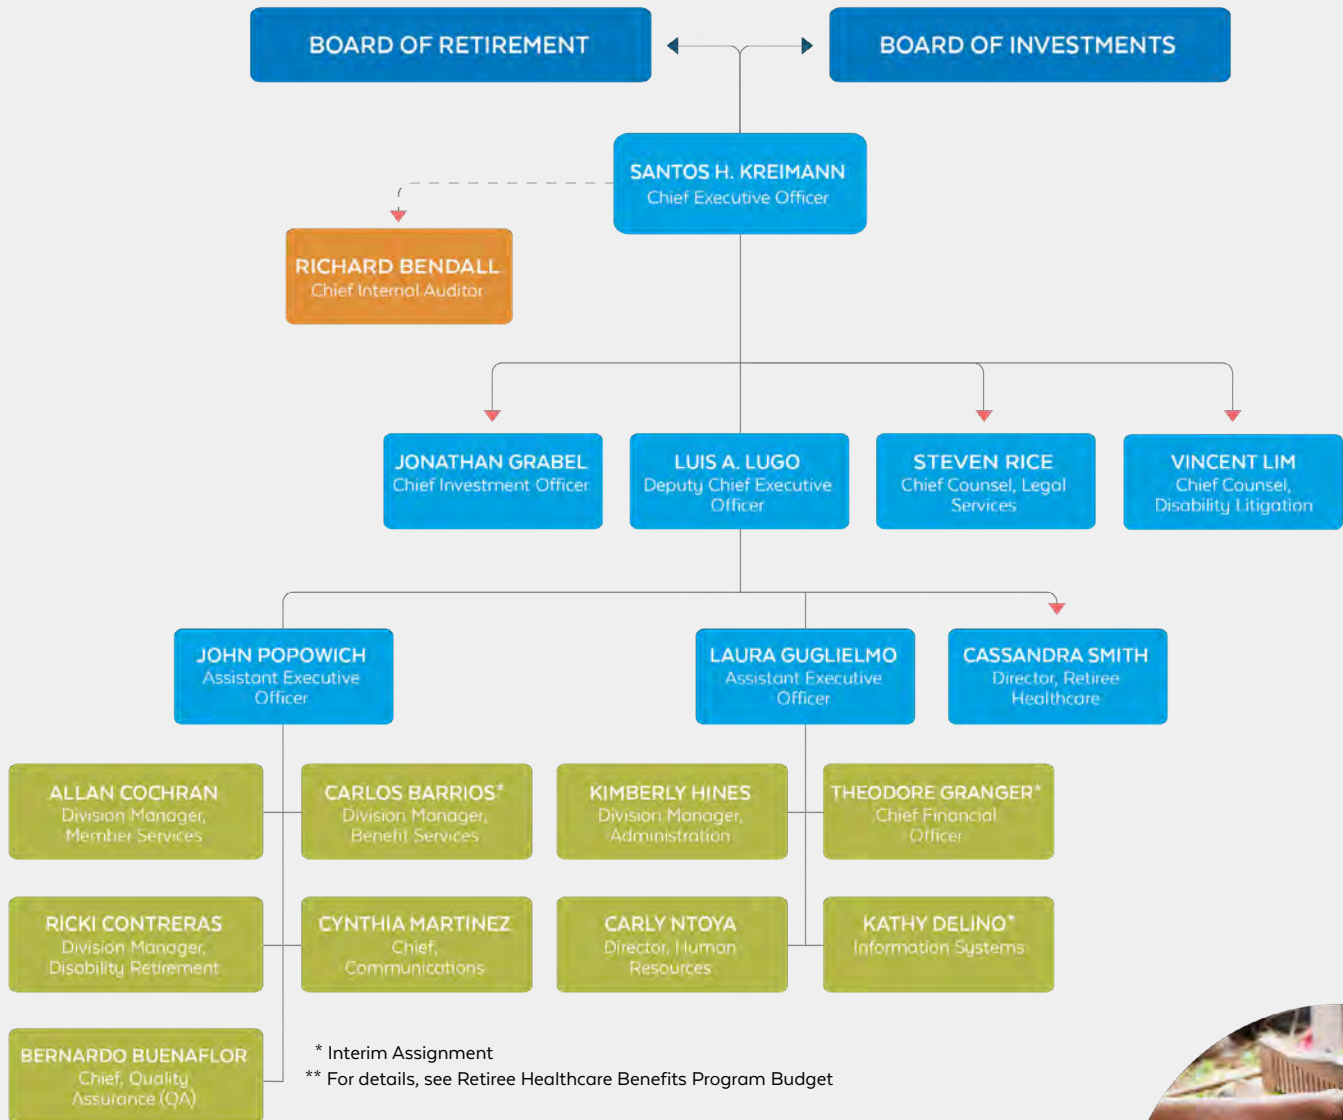 BOARD OF RETIREMENT
BOARD OF INVESTMENTS
SANTOS H. KREIMANN
Chief Executive Officer
RICHARD BENDALL
Chief Internal Auditor
JONATHAN GRABEL
Chief Investment Officer
LUIS A. LUGO
Deputy Chief Executive
Officer
STEVEN RICE
Chief Counsel, Legal
Services
VINCENT LIM
Chief Counsel,
Disability Litigation
JOHN POPOWICH
Assistant Executive
Officer
LAURA GUGLIELMO
Assistant Executive
Officer
CASSANDRA SMITH
Director, Retiree
Healthcare
ALLAN COCHRAN
Division Manager,
Member Services
CARLOS BARRIOS*
Division Manager,
Benefit Services
KIMBERLY HINES
Division Manager,
Administration
THEODORE GRANGER*
Chief Financial
Officer
RICKI CONTRERAS
Division Manager,
Disability Retirement
CYNTHIA MARTINEZ
Chief,
Communications
CARLY NTOYA
Director, Human
Resources
KATHY DELINO*
Information Systems
BERNARDO BUENAFLOR
Chief, Quality
Assurance (QA)
* Interim Assignment
** For details, see Retiree Healthcare Benefits Program Budget